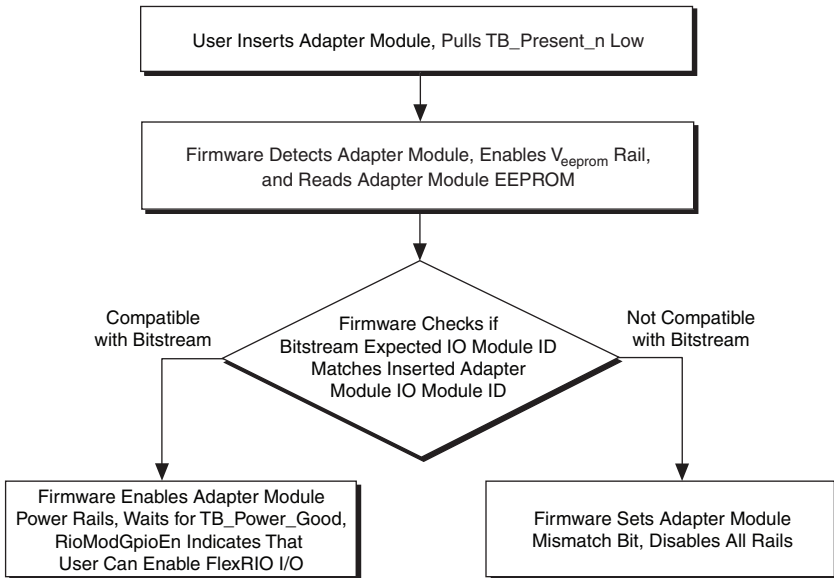 User Inserts Adapter Module, Pulls TB_Present_n Low
Firmware Detects Adapter Module, Enables Veeprom Rail,
and Reads Adapter Module EEPROM
Compatible
with Bitstream
Firmware Checks if
Bitstream Expected IO Module ID
Matches Inserted Adapter
Module IO Module ID
Not Compatible
with Bitstream
Firmware Enables Adapter Module
Power Rails, Waits for TB_Power_Good,
RioModGpioEn Indicates That
User Can Enable FlexRIO I/O
Firmware Sets Adapter Module
Mismatch Bit, Disables All Rails